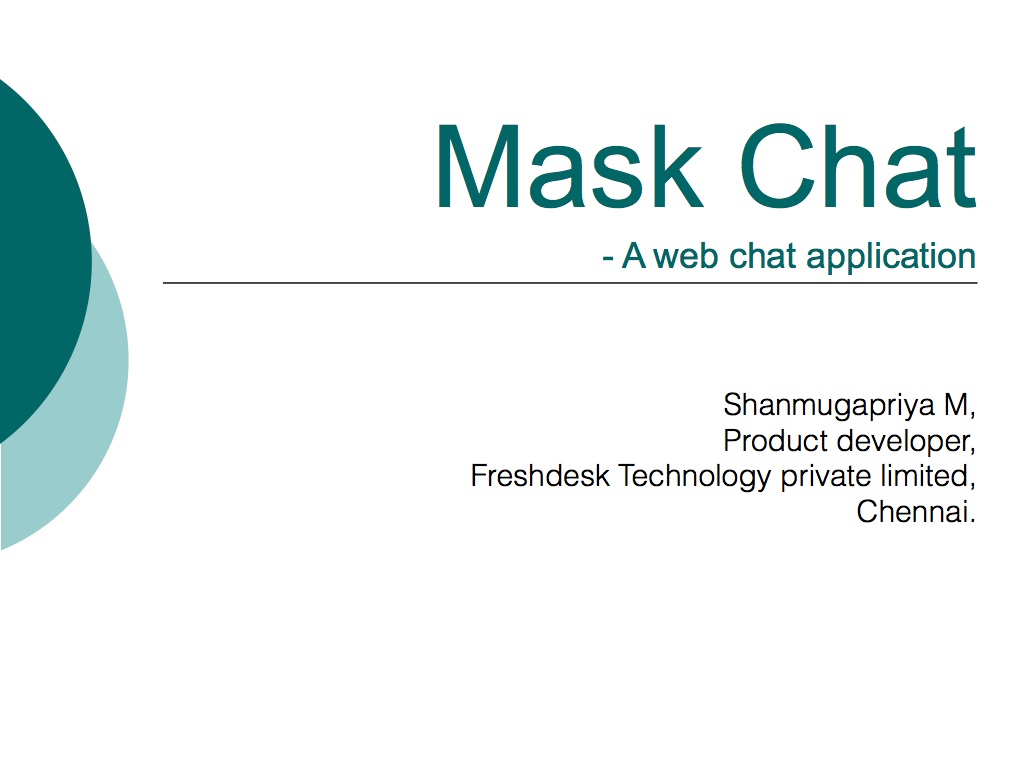 Mask Chat
- A web chat application
Shanmugapriya M,
Product developer,
Freshdesk Technology private limited,
Chennai.